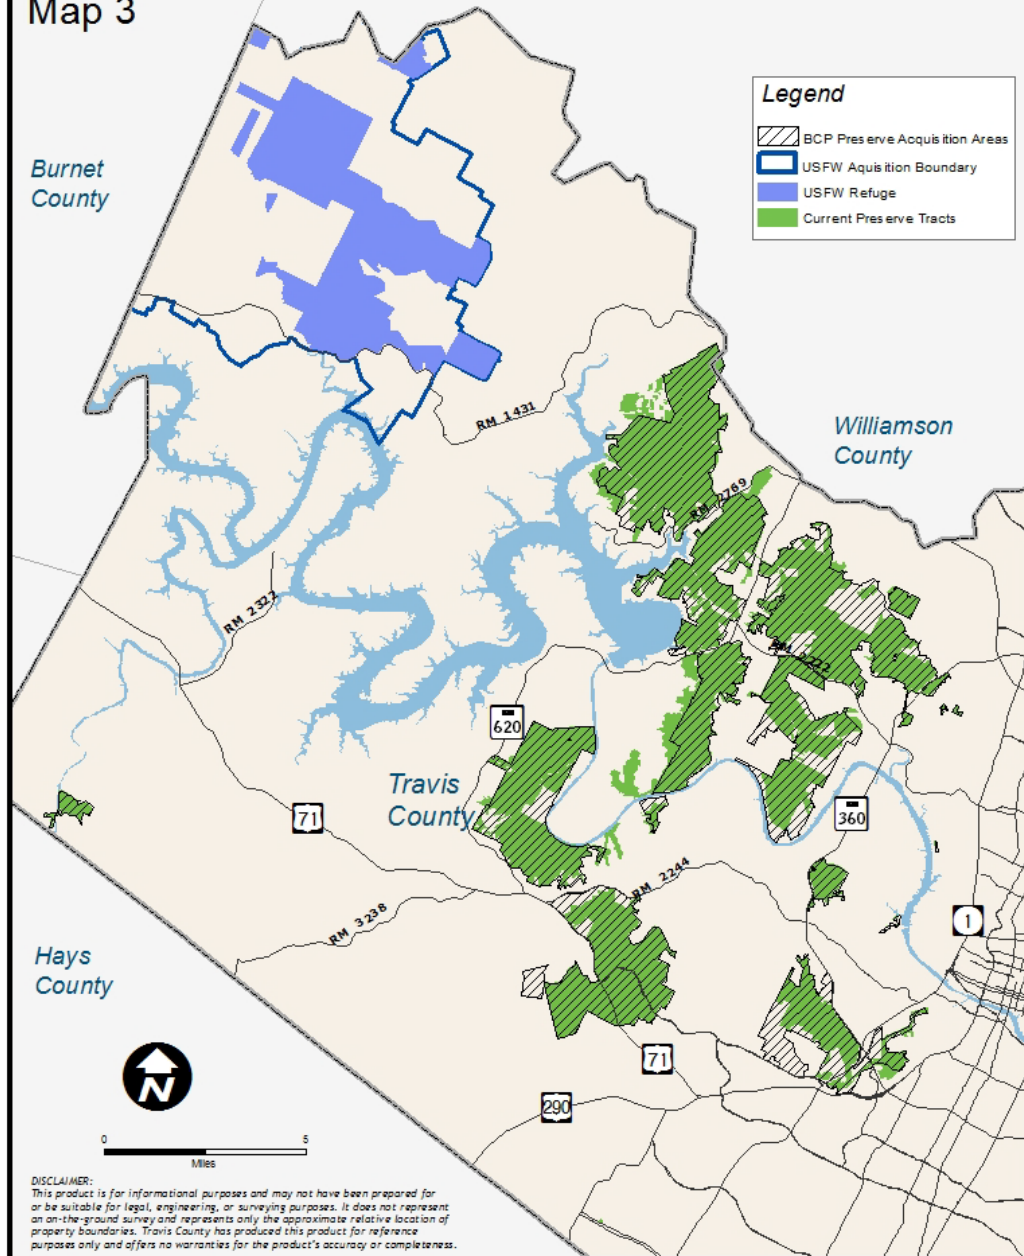 Map 3
Legend
BCP Preserve Acquisition Areas
USFW Aquisition Boundary
USFW Refuge
Current Preserve Tracts
Burnet
County
Williamson
County
RM 1431
RM 2769
RM 2322
RM 2222
620
Travis
County
71
360
RM 2244
RM 3238
1
Hays
County
71
290
N
0 5
Miles
DISCLAIMER:
This product is for informational purposes and may not have been prepared for
or be suitable for legal, engineering, or surveying purposes. It does not represent
an on-the-ground survey and represents only the approximate relative location of
property boundaries. Travis County has produced this product for reference
purposes only and offers no warranties for the product's accuracy or completeness.